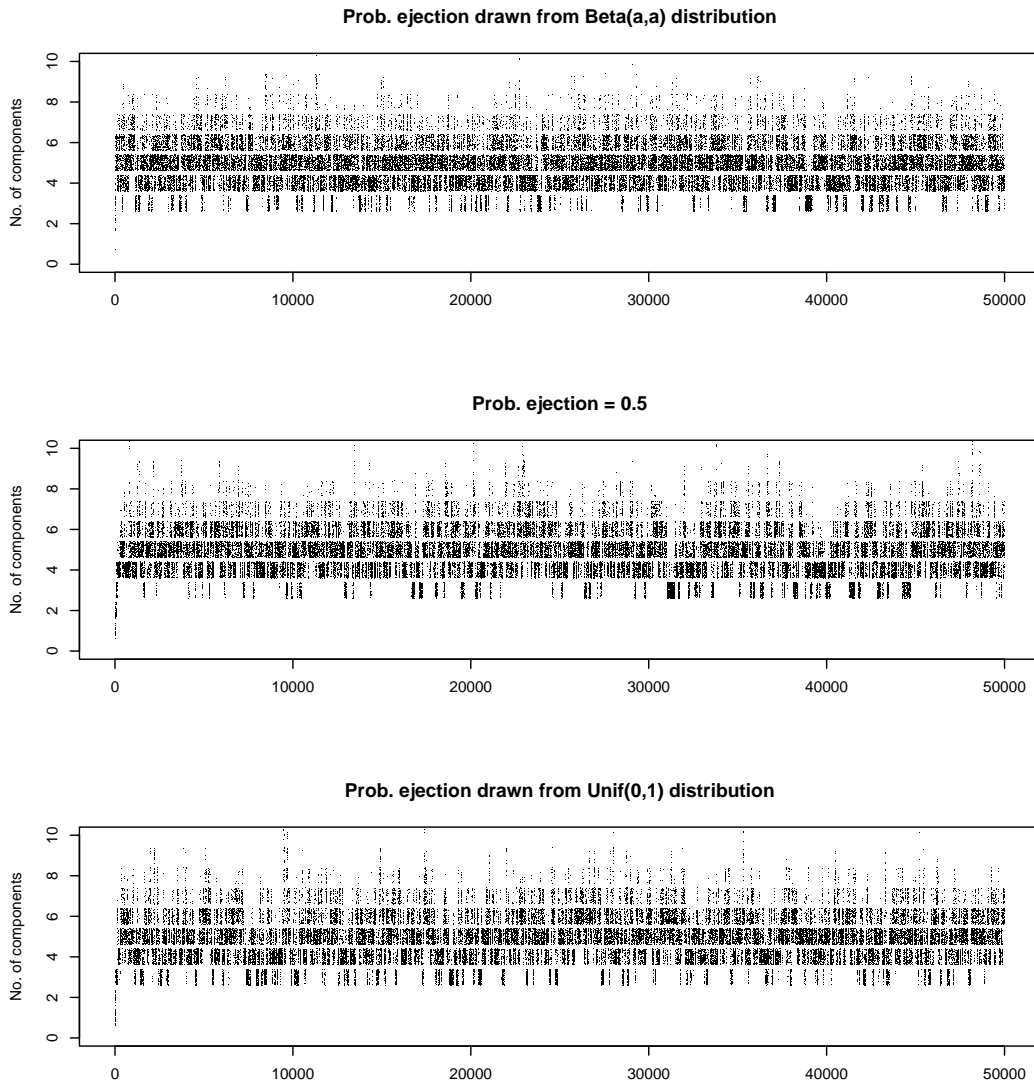 Prob. ejection drawn from Beta(a,a) distribution
No. of components
10
8
6
4
2
0
0 10000 20000 30000 40000 50000
Prob. ejection = 0.5
No. of components
10
8
6
4
2
0
0 10000 20000 30000 40000 50000
Prob. ejection drawn from Unif(0,1) distribution
No. of components
10
8
6
4
2
0
0 10000 20000 30000 40000 50000